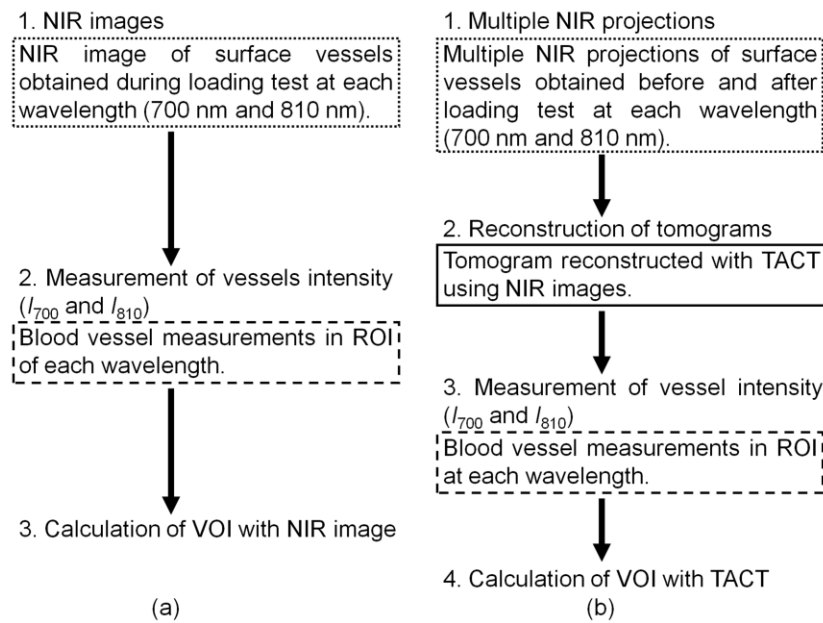 1. NIR images
NIR image of surface vessels
obtained during loading test at each
wavelength (700 nm and 810 nm).
2. Measurement of vessels intensity
(I700 and I810)
Blood vessel measurements in ROI
of each wavelength.
3. Calculation of VOI with NIR image
(a)
1. Multiple NIR projections
Multiple NIR projections of surface
vessels obtained before and after
loading test at each wavelength
(700 nm and 810 nm).
2. Reconstruction of tomograms
Tomogram reconstructed with TACT
using NIR images.
3. Measurement of vessel intensity
(I700 and I810)
Blood vessel measurements in ROI
at each wavelength.
4. Calculation of VOI with TACT
(b)